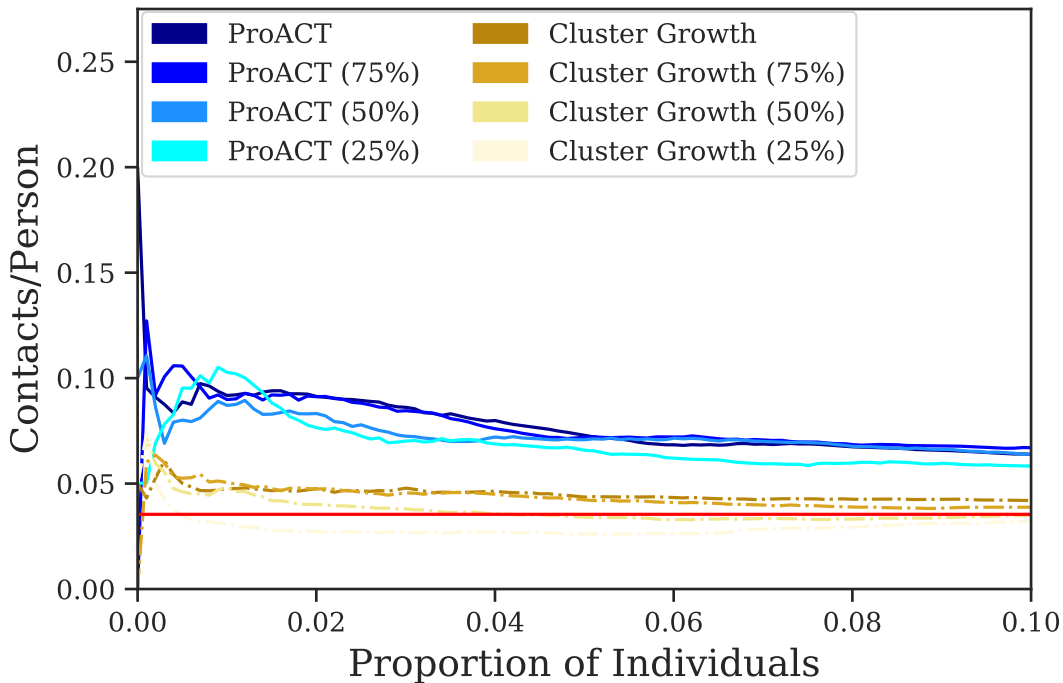 ProACT
ProACT (75%)
ProACT (50%)
ProACT (25%)
Cluster Growth
Cluster Growth (75%)
Cluster Growth (50%)
Cluster Growth (25%)
Contacts/Person
0.25
0.20
0.15
0.10
0.05
0.00
0.00 0.02 0.04 0.06 0.08 0.10
Proportion of Individuals